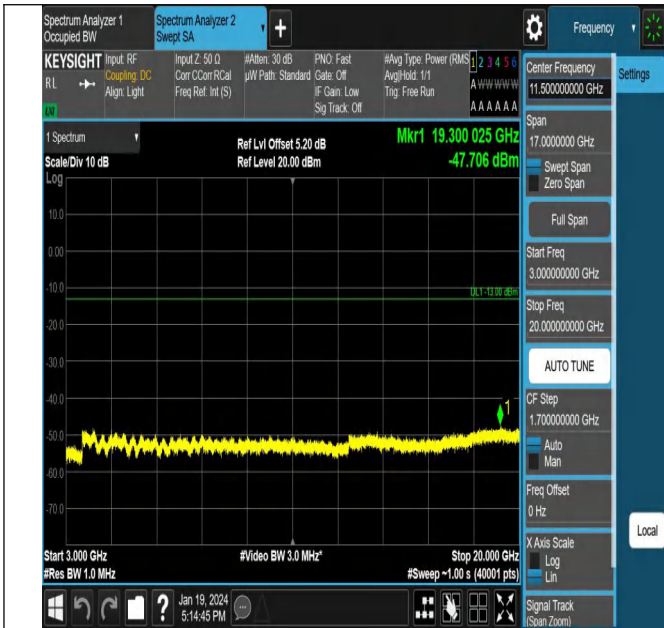 Spectrum Analyzer 1
Occupied BW
Spectrum Analyzer 2
Swept SA
Frequency
KEYSIGHT
RL
LXI
Input: RF
Coupling: DC
Align: Light
Input Z: 50 Ω
Corr CCorr RCal
Freq Ref: Int (S)
#Atten: 30 dB
µW Path: Standard
PNO: Fast
Gate: Off
IF Gain: Low
Sig Track: Off
#Avg Type: Power (RMS
Avg|Hold: 1/1
Trig: Free Run
1 2 3 4 5 6
A W W W W W
A A A A A A
1 Spectrum
Scale/Div 10 dB
Log
Ref Lvl Offset 5.20 dB
Ref Level 20.00 dBm
Mkr1 19.300 025 GHz
-47.706 dBm
10.0
0.00
-10.0
-20.0
-30.0
-40.0
-50.0
-60.0
-70.0
DL1 -13.00 dBm
1
Start 3.000 GHz
#Res BW 1.0 MHz
#Video BW 3.0 MHz*
Stop 20.000 GHz
#Sweep ~1.00 s (40001 pts)
Center Frequency
11.500000000 GHz
Settings
Span
17.0000000 GHz
Swept Span
Zero Span
Full Span
Start Freq
3.000000000 GHz
Stop Freq
20.000000000 GHz
AUTO TUNE
CF Step
1.700000000 GHz
Auto
Man
Freq Offset
0 Hz
X Axis Scale
Log
Lin
Signal Track
(Span Zoom)
Local
?
Jan 19, 2024
5:14:45 PM